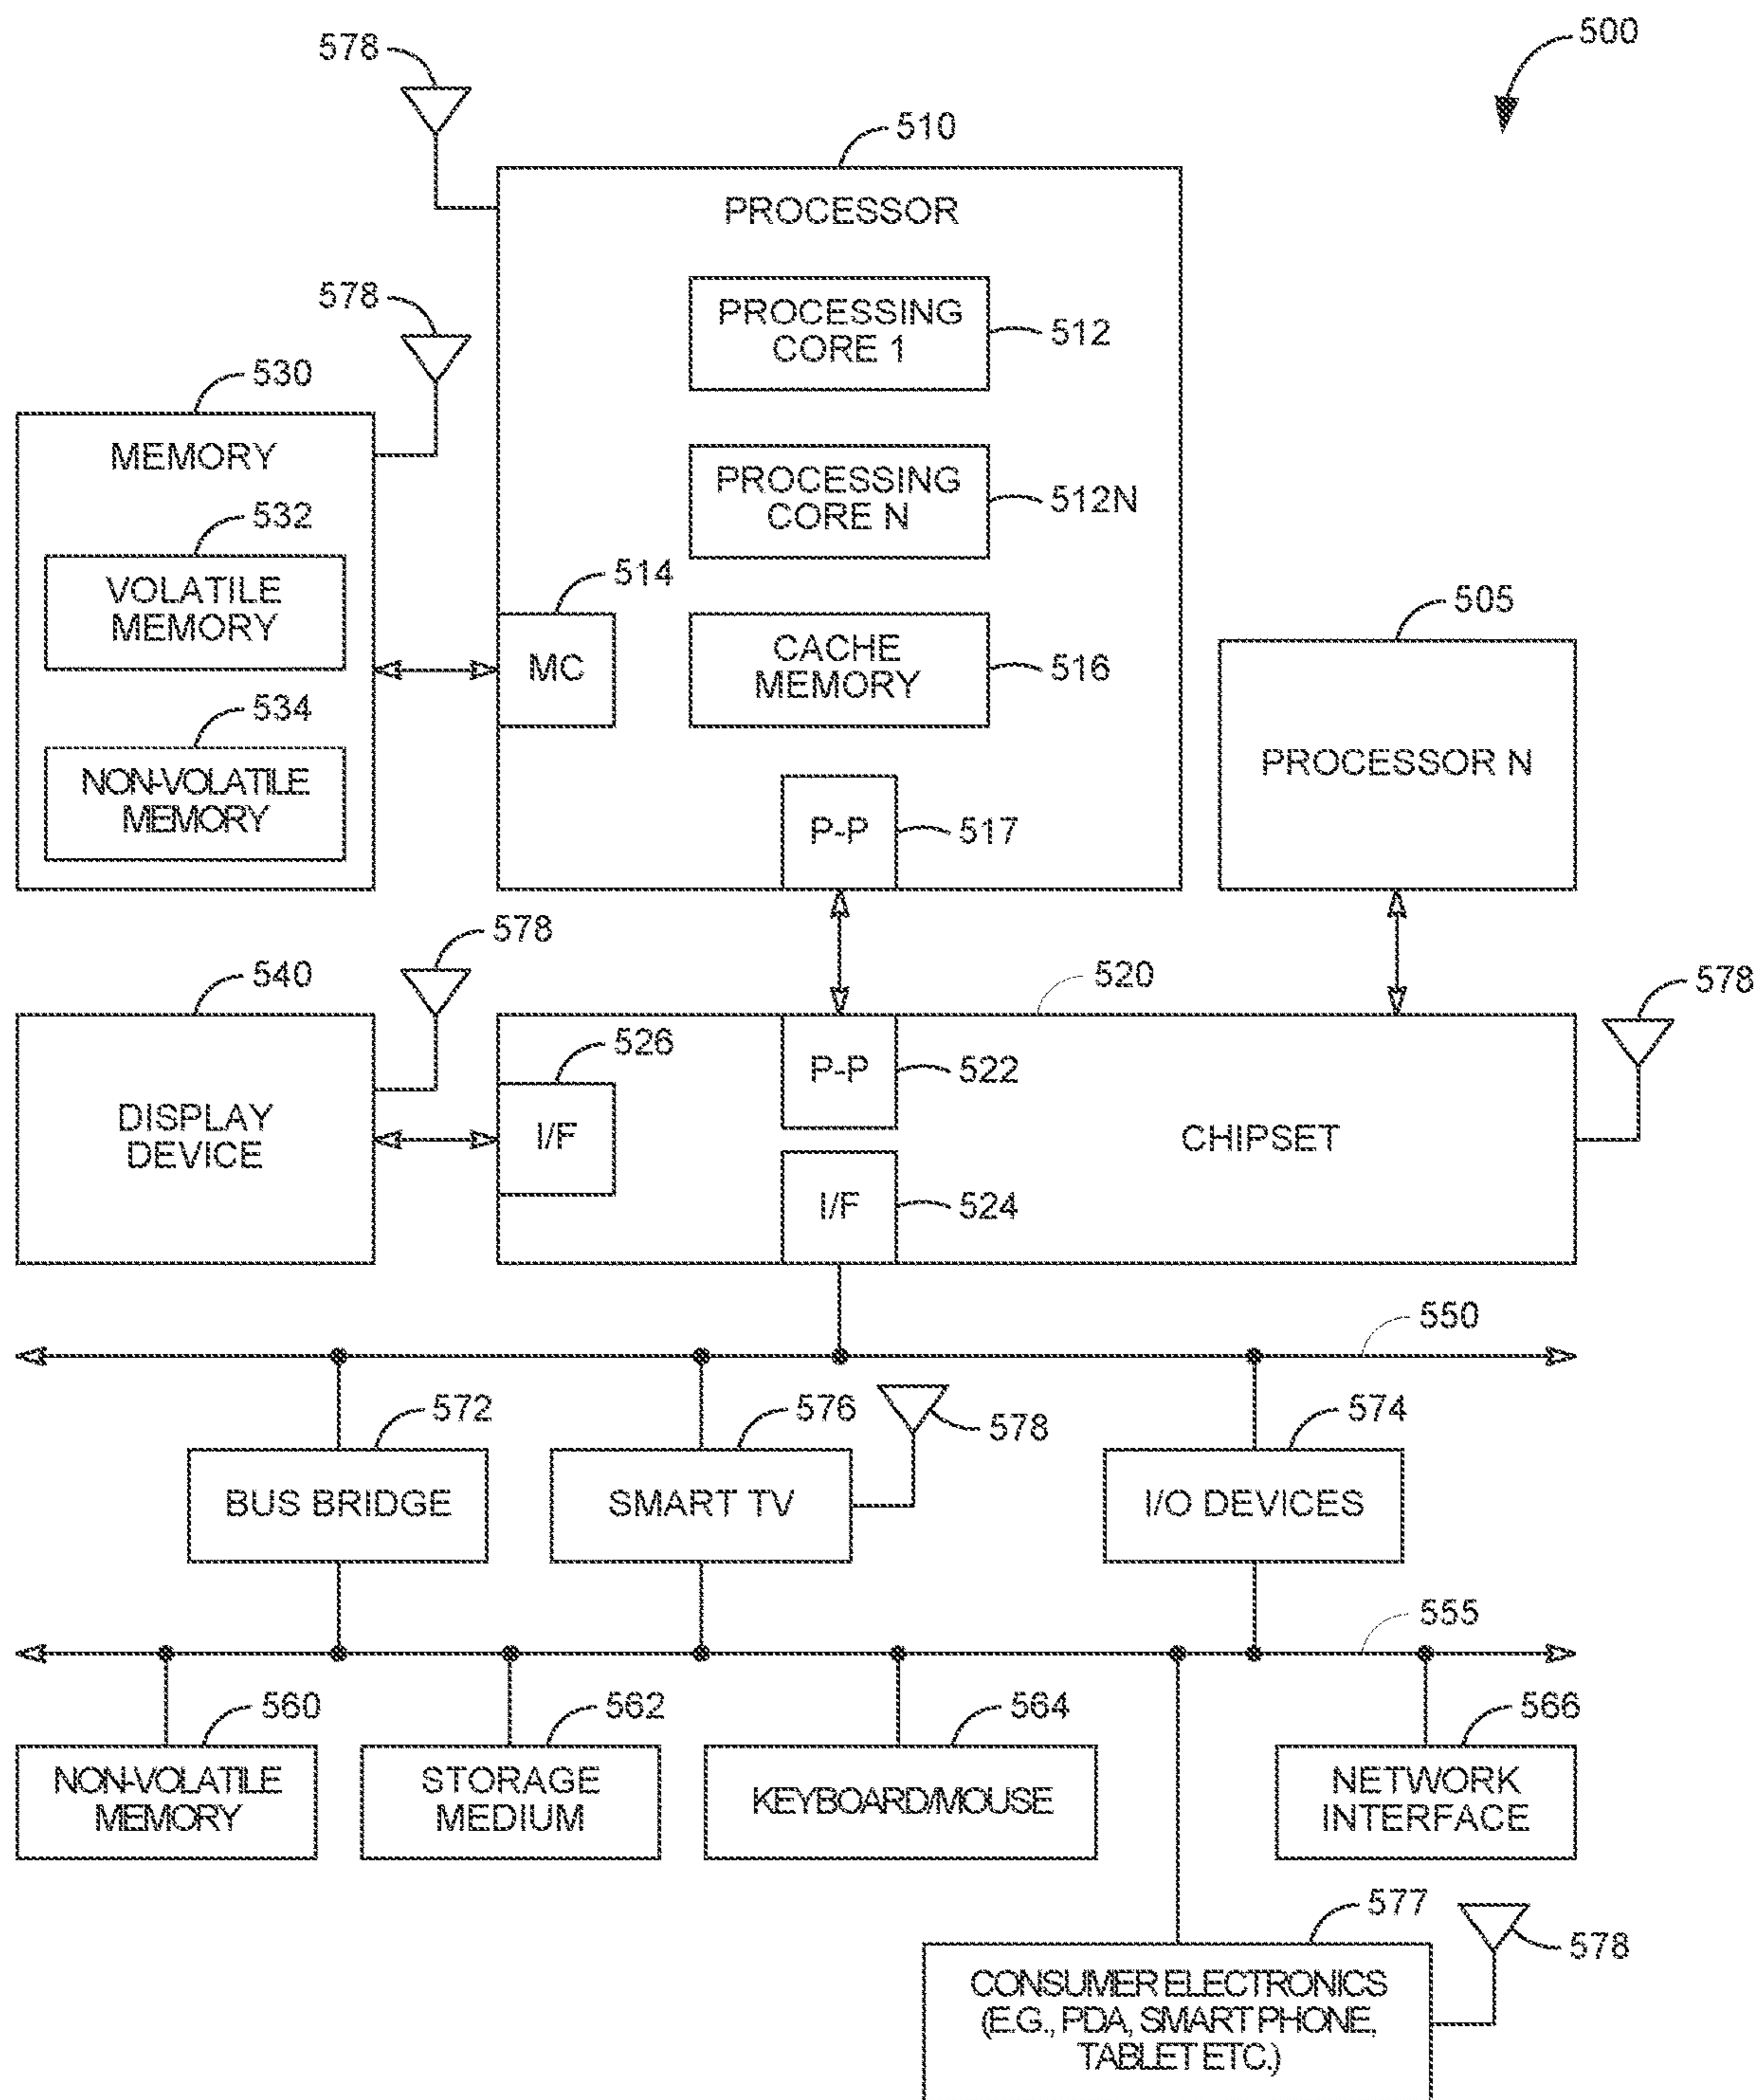 500
578
510
PROCESSOR
PROCESSING
CORE 1
512
578
530
MEMORY
PROCESSING
CORE N
512N
532
VOLATILE
MEMORY
514
MC
CACHE
MEMORY
516
505
PROCESSOR N
534
NON-VOLATILE
MEMORY
P-P
517
578
540
DISPLAY
DEVICE
520
578
526
I/F
P-P
522
CHIPSET
I/F
524
550
572
BUS BRIDGE
576
SMART TV
578
574
I/O DEVICES
555
560
NON-VOLATILE
MEMORY
562
STORAGE
MEDIUM
564
KEYBOARD/MOUSE
566
NETWORK
INTERFACE
577
CONSUMER ELECTRONICS
(E.G., PDA, SMART PHONE,
TABLET ETC.)
578